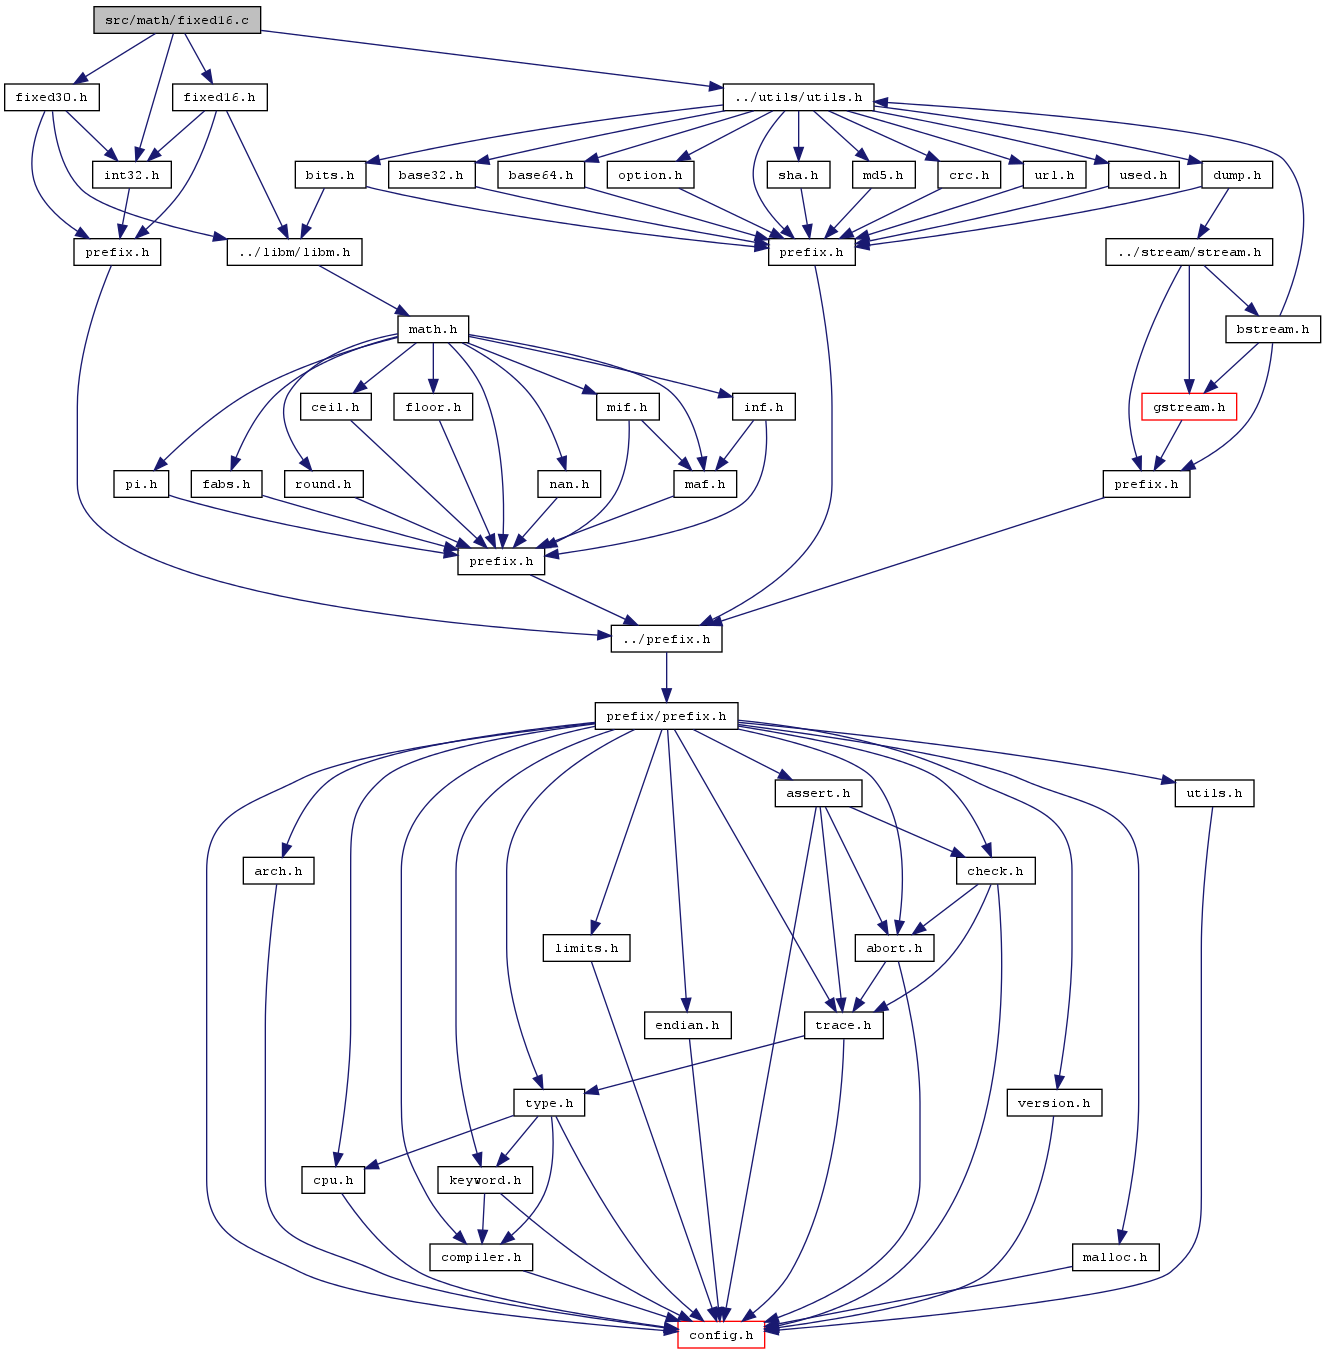 src/math/fixed16.c
fixed30.h
fixed16.h
../utils/utils.h
int32.h
bits.h
base32.h
base64.h
option.h
sha.h
md5.h
crc.h
url.h
used.h
dump.h
prefix.h
../libm/libm.h
prefix.h
../stream/stream.h
math.h
bstream.h
ceil.h
floor.h
mif.h
inf.h
gstream.h
pi.h
fabs.h
round.h
nan.h
maf.h
prefix.h
prefix.h
../prefix.h
prefix/prefix.h
assert.h
utils.h
arch.h
check.h
limits.h
abort.h
endian.h
trace.h
type.h
version.h
cpu.h
keyword.h
compiler.h
malloc.h
config.h